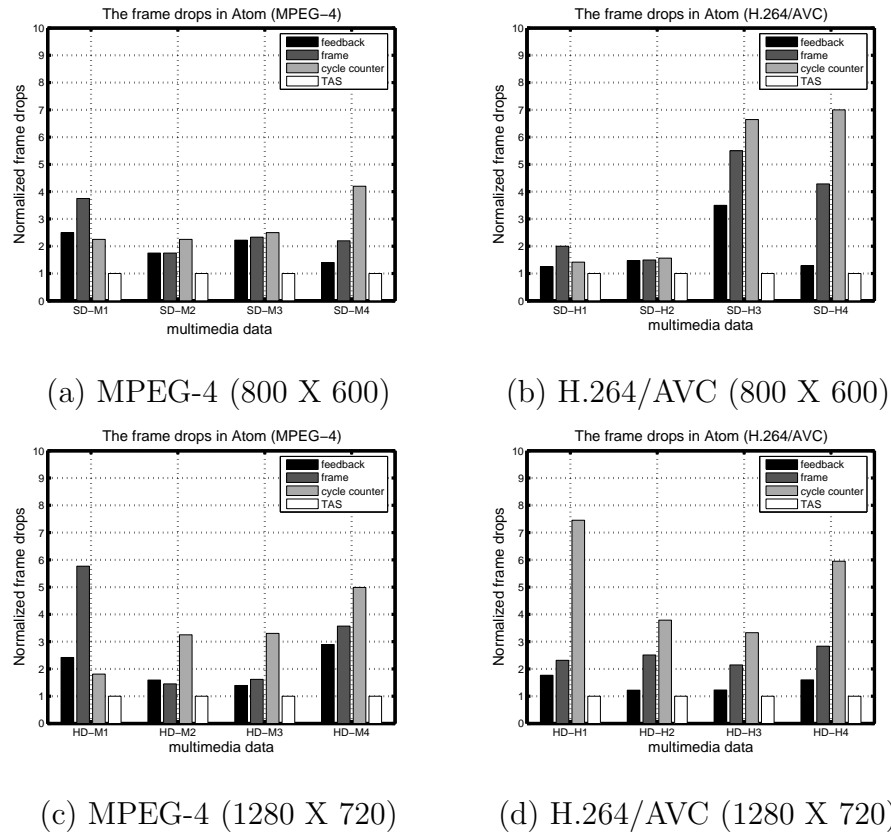 The frame drops in Atom (MPEG−4)
10
9
8
7
6
5
4
3
2
1
0
Normalized frame drops
feedback
frame
cycle counter
TAS
SD−M1 SD−M2 SD−M3 SD−M4
multimedia data
(a) MPEG-4 (800 X 600)
The frame drops in Atom (H.264/AVC)
10
9
8
7
6
5
4
3
2
1
0
Normalized frame drops
feedback
frame
cycle counter
TAS
SD−H1 SD−H2 SD−H3 SD−H4
multimedia data
(b) H.264/AVC (800 X 600)
The frame drops in Atom (MPEG−4)
10
9
8
7
6
5
4
3
2
1
0
Normalized frame drops
feedback
frame
cycle counter
TAS
HD−M1 HD−M2 HD−M3 HD−M4
multimedia data
(c) MPEG-4 (1280 X 720)
The frame drops in Atom (H.264/AVC)
10
9
8
7
6
5
4
3
2
1
0
Normalized frame drops
feedback
frame
cycle counter
TAS
HD−H1 HD−H2 HD−H3 HD−H4
multimedia data
(d) H.264/AVC (1280 X 720)